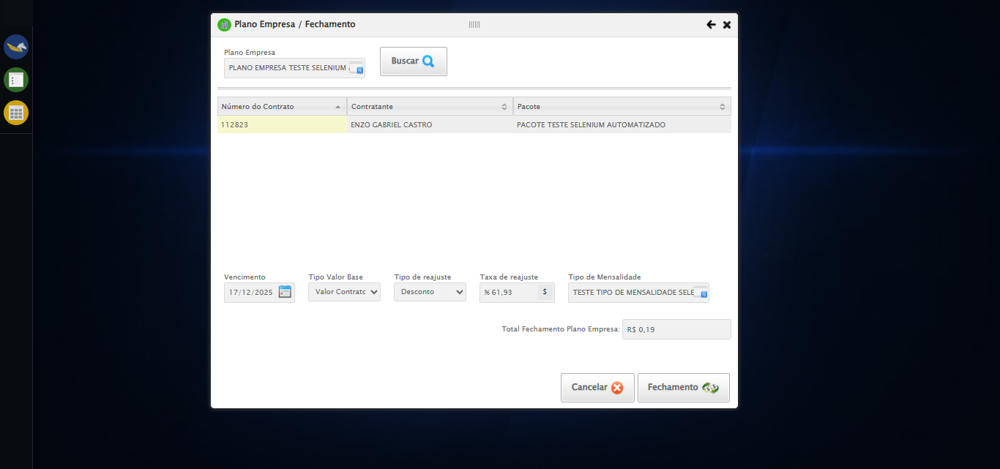 Plano Empresa / Fechamento
Plano Empresa
PLANO EMPRESA TESTE SELENIUM
Buscar
Número do Contrato Contratante Pacote
112823 ENZO GABRIEL CASTRO PACOTE TESTE SELENIUM AUTOMATIZADO
Vencimento Tipo Valor Base Tipo de reajuste Taxa de reajuste Tipo de Mensalidade
17/12/2025 Valor Contrato Desconto % 61,93 $ TESTE TIPO DE MENSALIDADE SELE
Total Fechamento Plano Empresa: R$ 0,19
Cancelar Fechamento